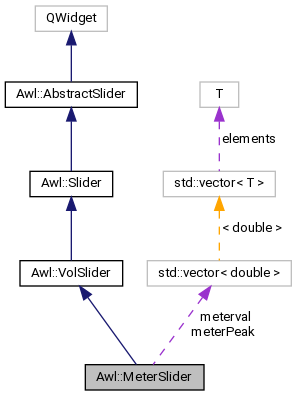 QWidget
Awl::AbstractSlider
T
elements
Awl::Slider
std::vector< T >
< double >
Awl::VolSlider
std::vector< double >
meterval
meterPeak
Awl::MeterSlider